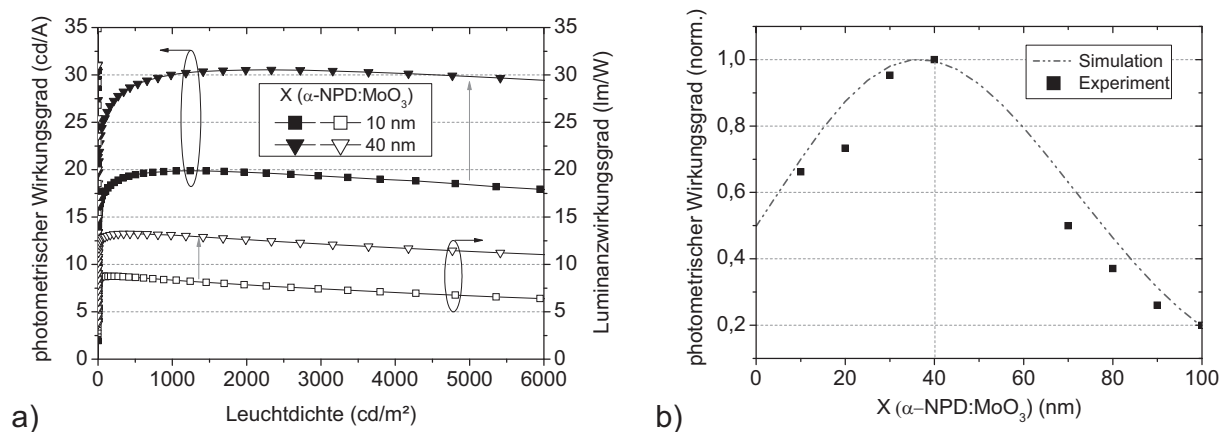 photometrischer Wirkungsgrad (cd/A)
35
30
25
20
15
10
5
0
X (α-NPD:MoO₃)
10 nm
40 nm
35
30
25
20
15
10
5
0
Luminanzwirkungsgrad (lm/W)
0 1000 2000 3000 4000 5000 6000
Leuchtdichte (cd/m²)
a)
photometrischer Wirkungsgrad (norm.)
1,0
0,8
0,6
0,4
0,2
Simulation
Experiment
0 20 40 60 80 100
X (α–NPD:MoO₃) (nm)
b)